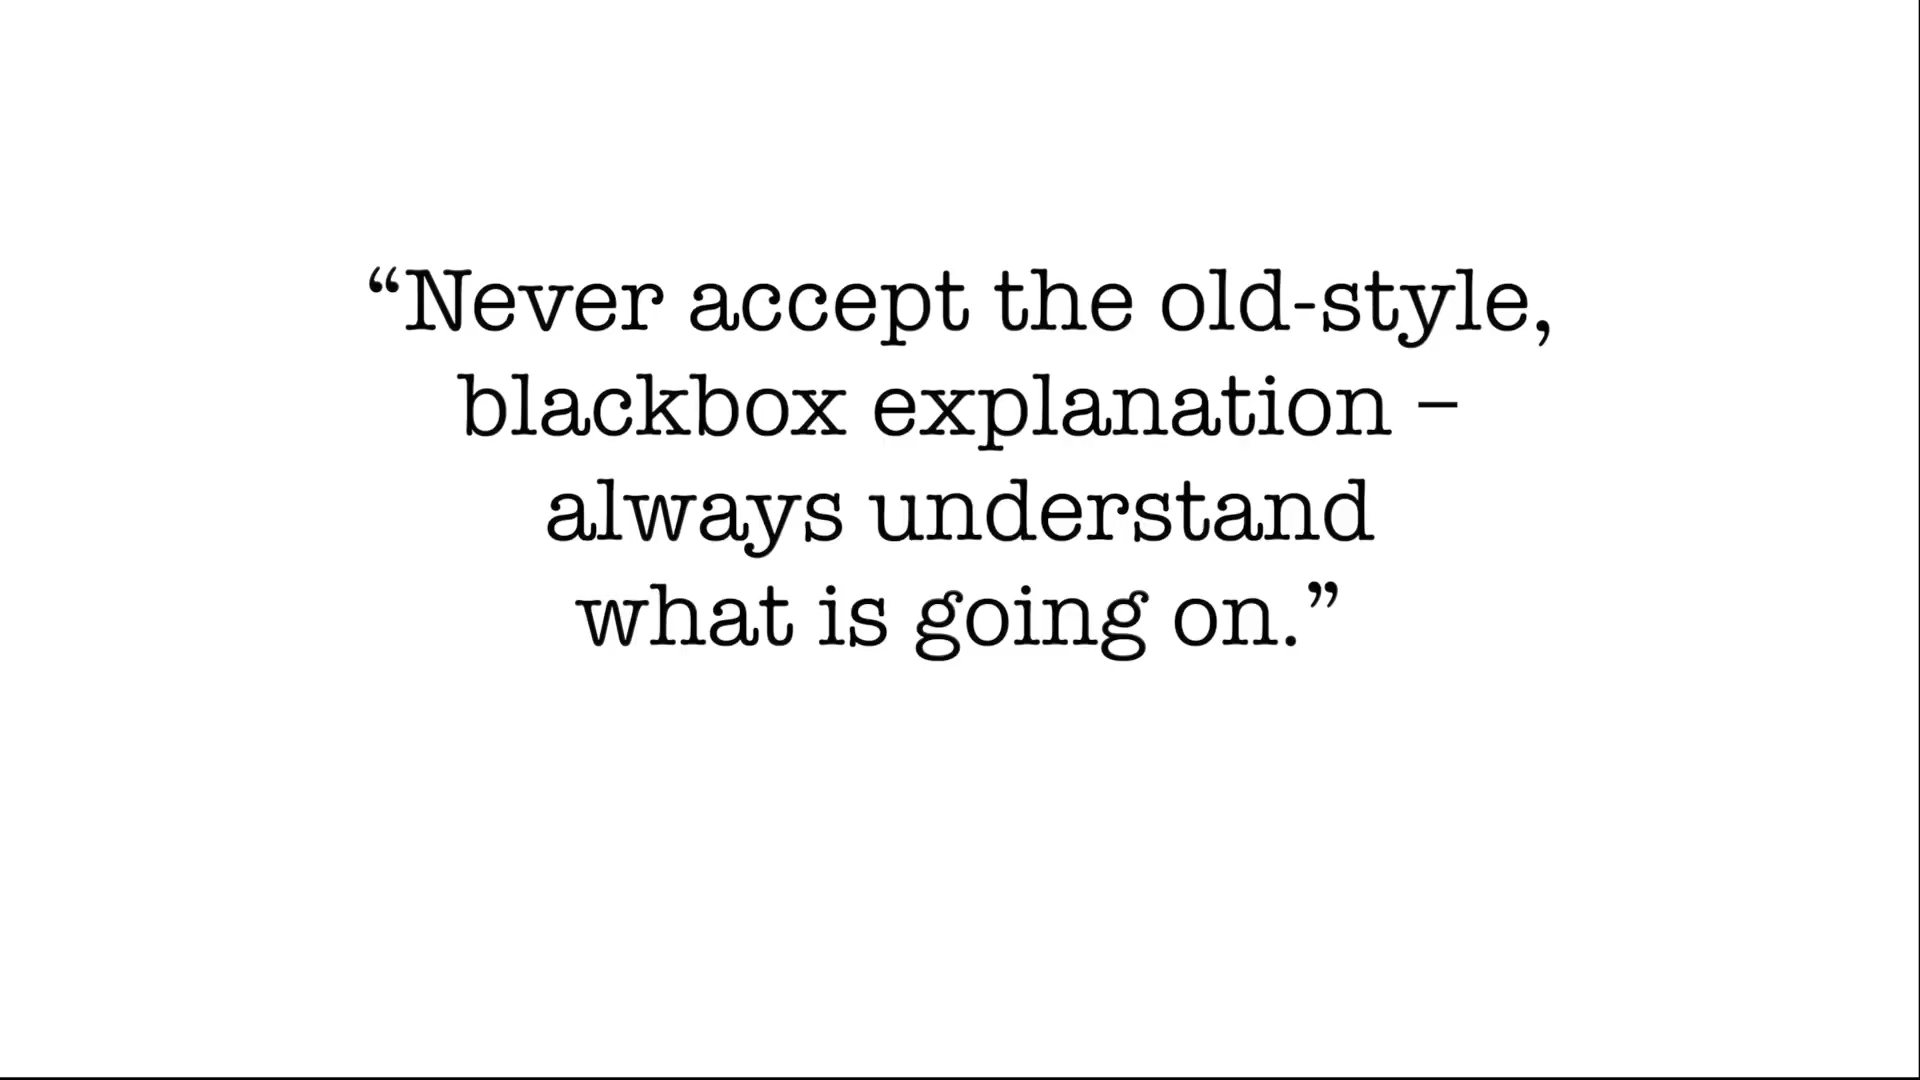 “Never accept the old-style,
blackbox explanation –
always understand
what is going on.”